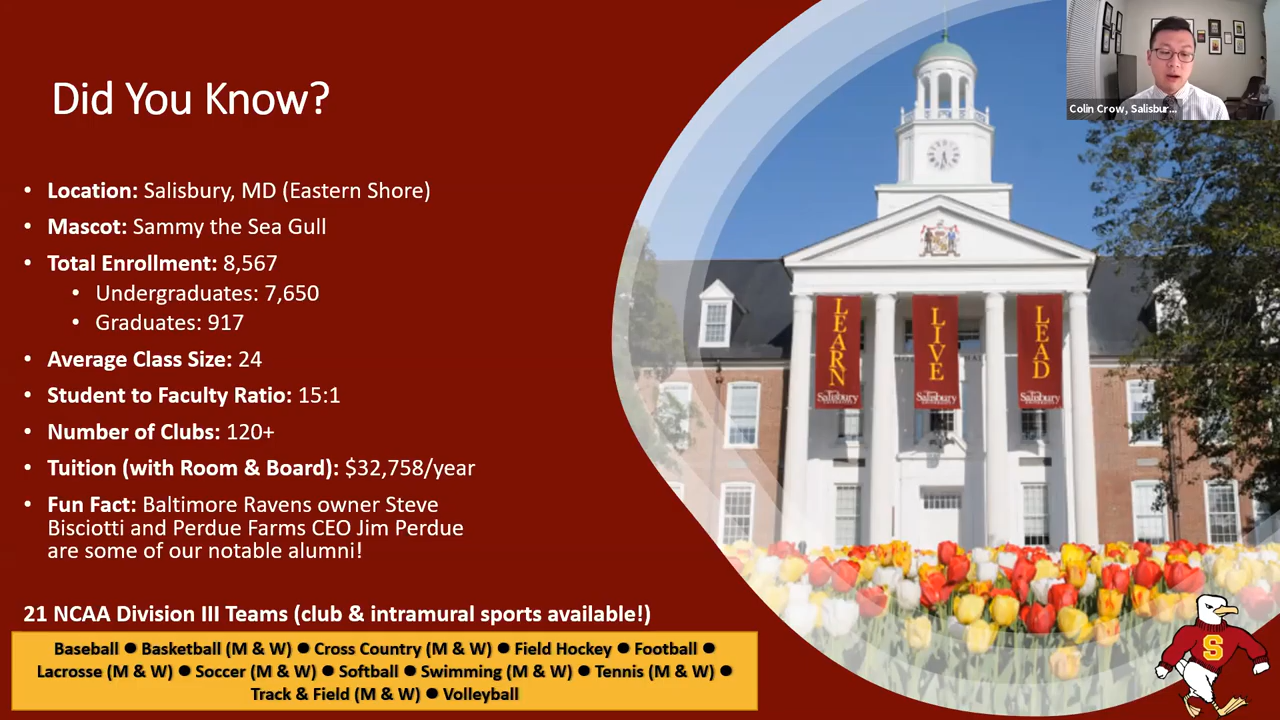 Did You Know?
Colin Crow, Salisbur...
• Location: Salisbury, MD (Eastern Shore)
• Mascot: Sammy the Sea Gull
• Total Enrollment: 8,567
• Undergraduates: 7,650
• Graduates: 917
• Average Class Size: 24
• Student to Faculty Ratio: 15:1
• Number of Clubs: 120+
• Tuition (with Room & Board): $32,758/year
• Fun Fact: Baltimore Ravens owner Steve
Bisciotti and Perdue Farms CEO Jim Perdue
are some of our notable alumni!
21 NCAA Division III Teams (club & intramural sports available!)
Baseball ● Basketball (M & W) ● Cross Country (M & W) ● Field Hockey ● Football ●
Lacrosse (M & W) ● Soccer (M & W) ● Softball ● Swimming (M & W) ● Tennis (M & W) ●
Track & Field (M & W) ● Volleyball
LEARN
Salisbury
LIVE
Salisbury
LEAD
Salisbury
S